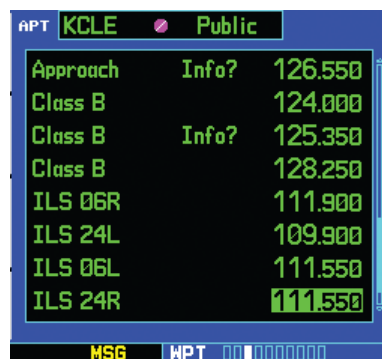 APT KCLE Public
Approach Info? 126.550
Class B 124.000
Class B Info? 125.350
Class B 128.250
ILS 06R 111.900
ILS 24L 109.900
ILS 06L 111.550
ILS 24R 111.550
MSG WPT